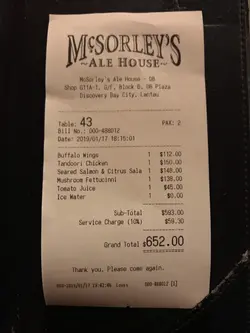 McSORLEY'S
~ALE HOUSE~
McSorley's Ale House - DB
Shop G11A-1, G/F, Block B, DB Plaza
Discovery Bay City, Lantau
Table: 43 PAX: 2
Bill No.: 000-488012
Date: 2019/01/17 18:15:01
Buffalo Wings 1 $112.00
Tandoori Chicken 1 $150.00
Seared Salmon & Citrus Sala 1 $148.00
Mushroom Fettuccinni 1 $138.00
Tomato Juice 1 $45.00
Ice Water 1 $0.00
Sub-Total $593.00
Service Charge (10%) $59.30
Grand Total $652.00
Thank you, Please come again.